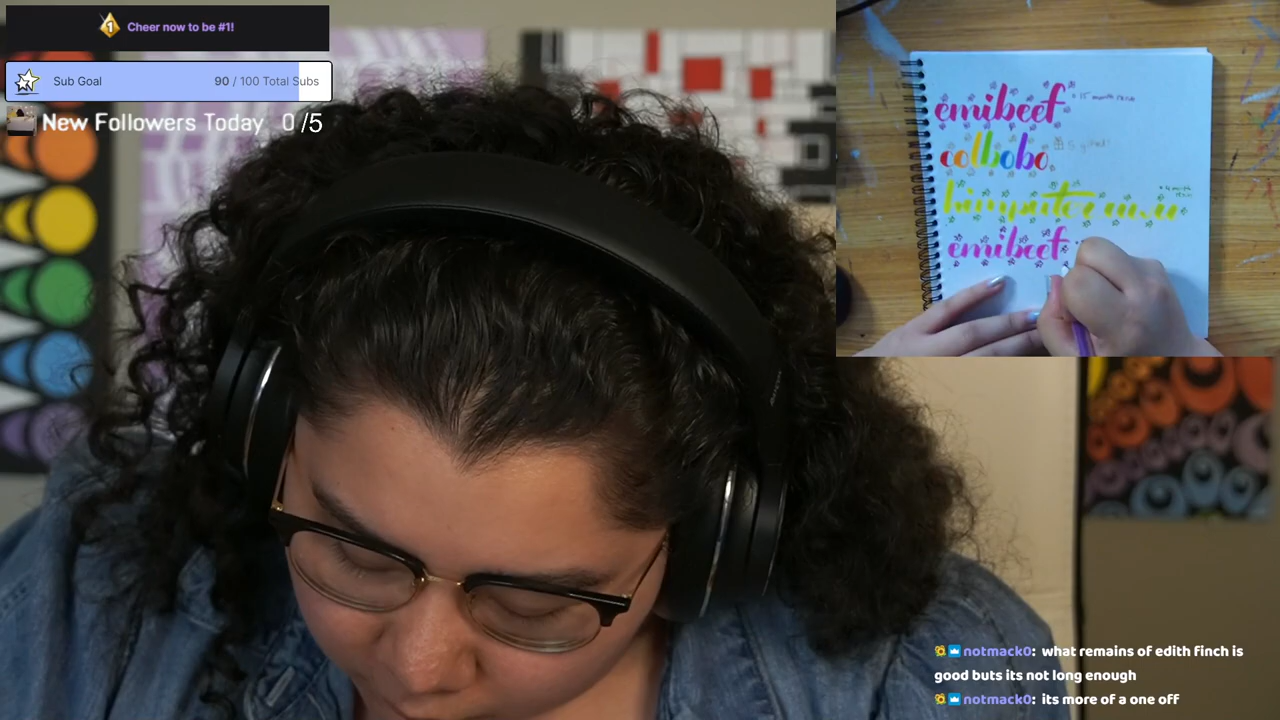 Cheer now to be #1!
1
Sub Goal 90 / 100 Total Subs
New Followers Today 0 /5
emibeef
colbobo
emibeef
notmack0: what remains of edith finch is
good buts its not long enough
notmack0: its more of a one off